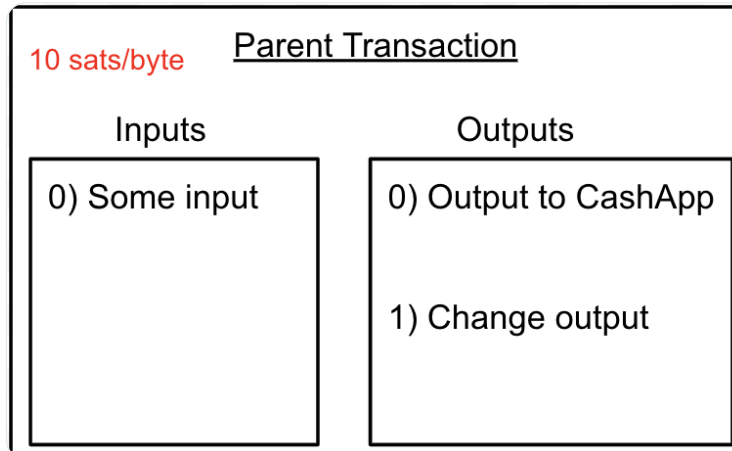 10 sats/byte
Parent Transaction
Inputs
Outputs
0) Some input
0) Output to CashApp
1) Change output